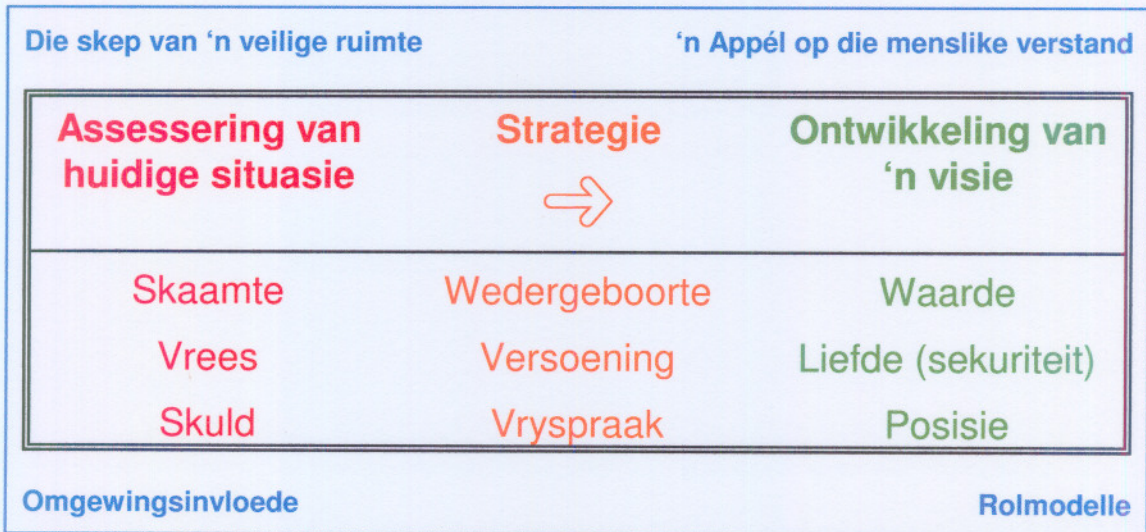 Die skep van ‘n veilige ruimte
‘n Appél op die menslike verstand
Assessering van
huidige situasie
Strategie
Ontwikkeling van
‘n visie
Skaamte
Wedergeboorte
Waarde
Vrees
Versoening
Liefde (sekuriteit)
Skuld
Vryspraak
Posisie
Omgewingsinvloede
Rolmodelle